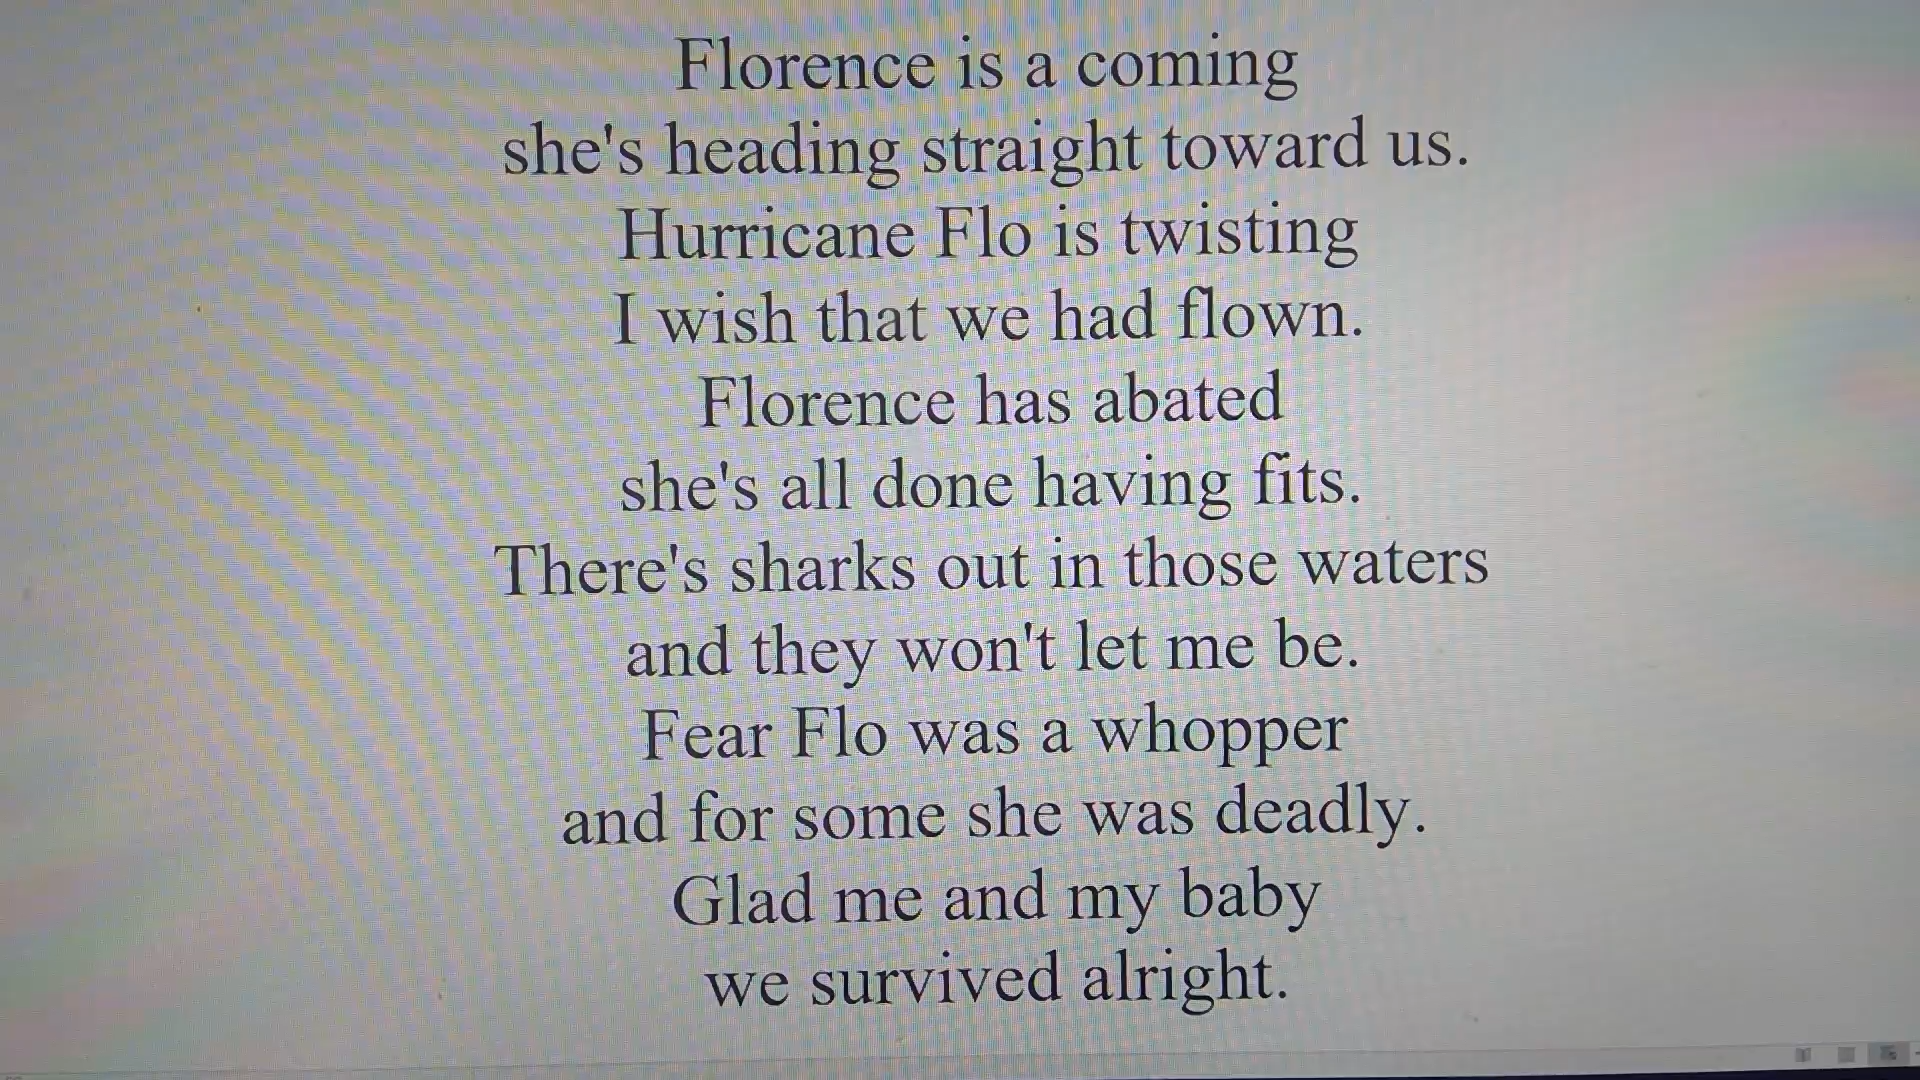 Florence is a coming
she's heading straight toward us.
Hurricane Flo is twisting
I wish that we had flown.
Florence has abated
she's all done having fits.
There's sharks out in those waters
and they won't let me be.
Fear Flo was a whopper
and for some she was deadly.
Glad me and my baby
we survived alright.